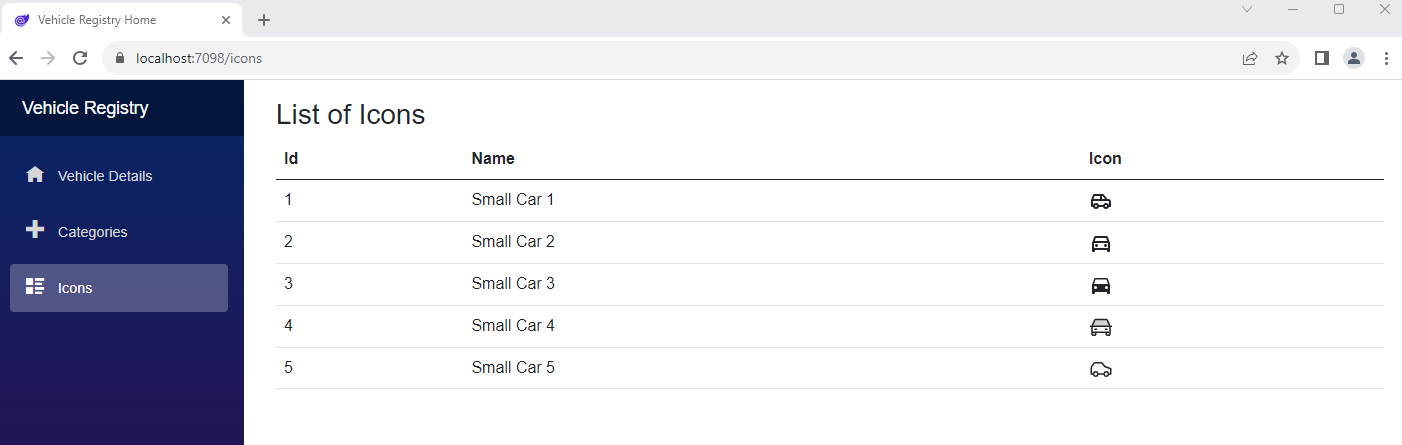 Vehicle Registry Home
localhost:7098/icons
Vehicle Registry
Vehicle Details
Categories
Icons
List of Icons
Id Name Icon
1 Small Car 1
2 Small Car 2
3 Small Car 3
4 Small Car 4
5 Small Car 5